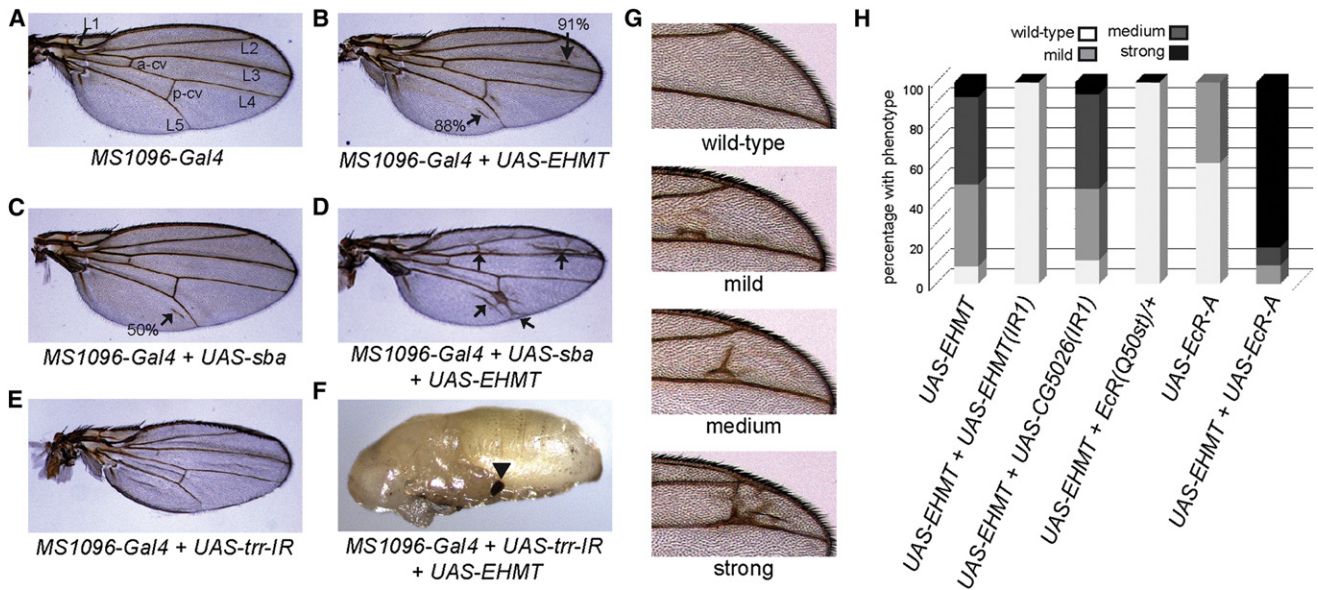 A
L1
L2
a-cv
L3
p-cv
L4
L5
MS1096-Gal4
B
91%
88%
MS1096-Gal4 + UAS-EHMT
C
50%
MS1096-Gal4 + UAS-sba
D
MS1096-Gal4 + UAS-sba
+ UAS-EHMT
E
MS1096-Gal4 + UAS-trr-IR
F
MS1096-Gal4 + UAS-trr-IR
+ UAS-EHMT
G
wild-type
mild
medium
strong
H
wild-type
medium
mild
strong
percentage with phenotype
100
80
60
40
20
0
UAS-EHMT
UAS-EHMT + UAS-EHMT(IR1)
UAS-EHMT + UAS-CG5026(IR1)
UAS-EHMT + EcR(Q50st)/+
UAS-EcR-A
UAS-EHMT + UAS-EcR-A